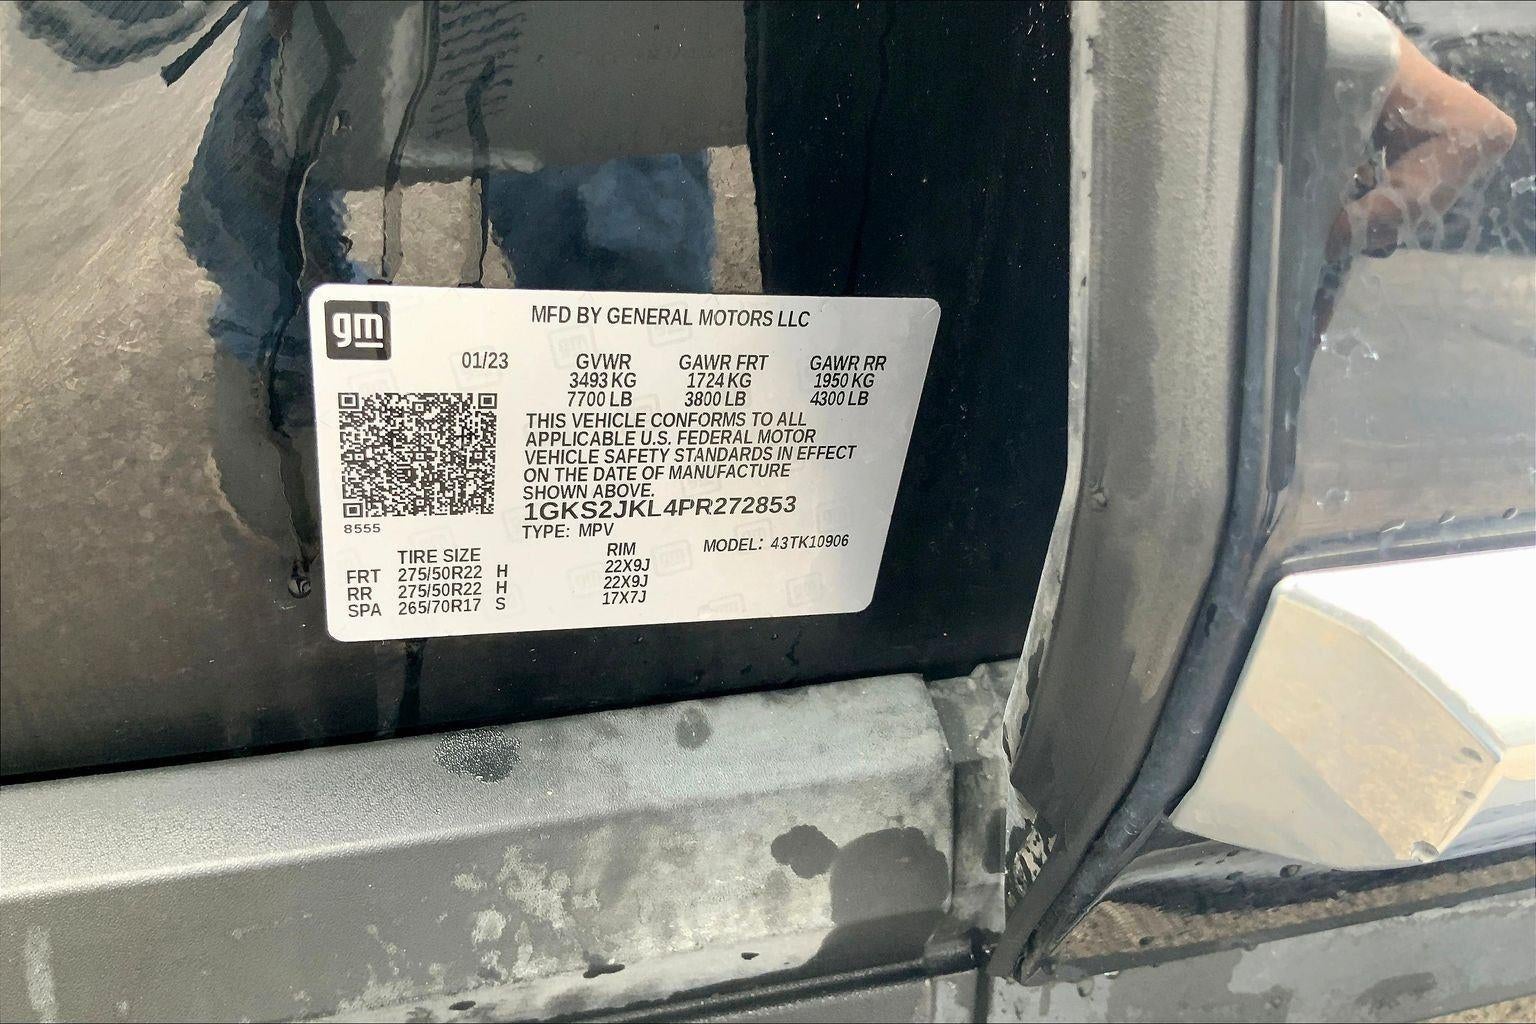 gm
MFD BY GENERAL MOTORS LLC
01/23 GVWR GAWR FRT GAWR RR
3493 KG 1724 KG 1950 KG
7700 LB 3800 LB 4300 LB
THIS VEHICLE CONFORMS TO ALL
APPLICABLE U.S. FEDERAL MOTOR
VEHICLE SAFETY STANDARDS IN EFFECT
ON THE DATE OF MANUFACTURE
SHOWN ABOVE.
1GKS2JKL4PR272853
8555
TYPE: MPV
MODEL: 43TK10906
TIRE SIZE RIM
FRT 275/50R22 H 22X9J
RR 275/50R22 H 22X9J
SPA 265/70R17 S 17X7J